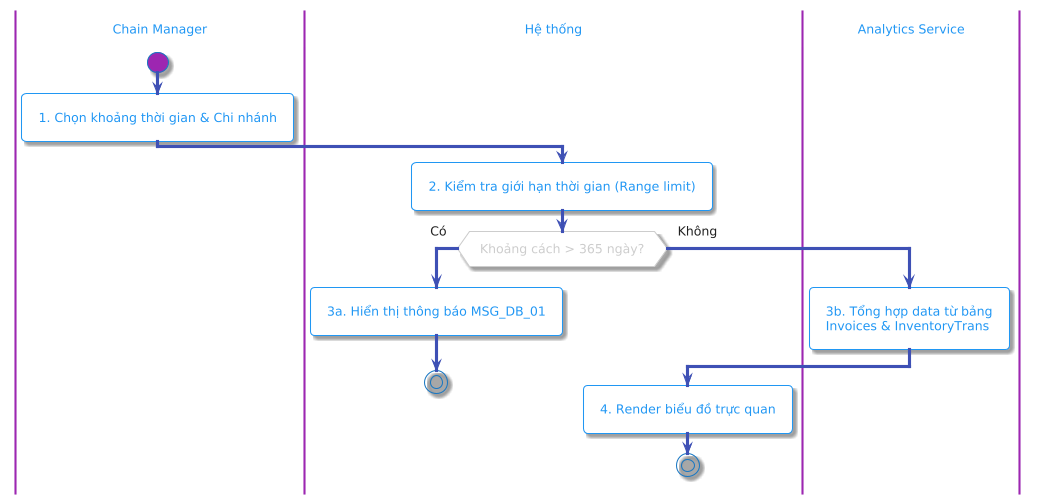 Chain Manager
Hệ thống
Analytics Service
1. Chọn khoảng thời gian & Chi nhánh
2. Kiểm tra giới hạn thời gian (Range limit)
Có
Khoảng cách > 365 ngày?
Không
3a. Hiển thị thông báo MSG_DB_01
3b. Tổng hợp data từ bảng
Invoices & InventoryTrans
4. Render biểu đồ trực quan